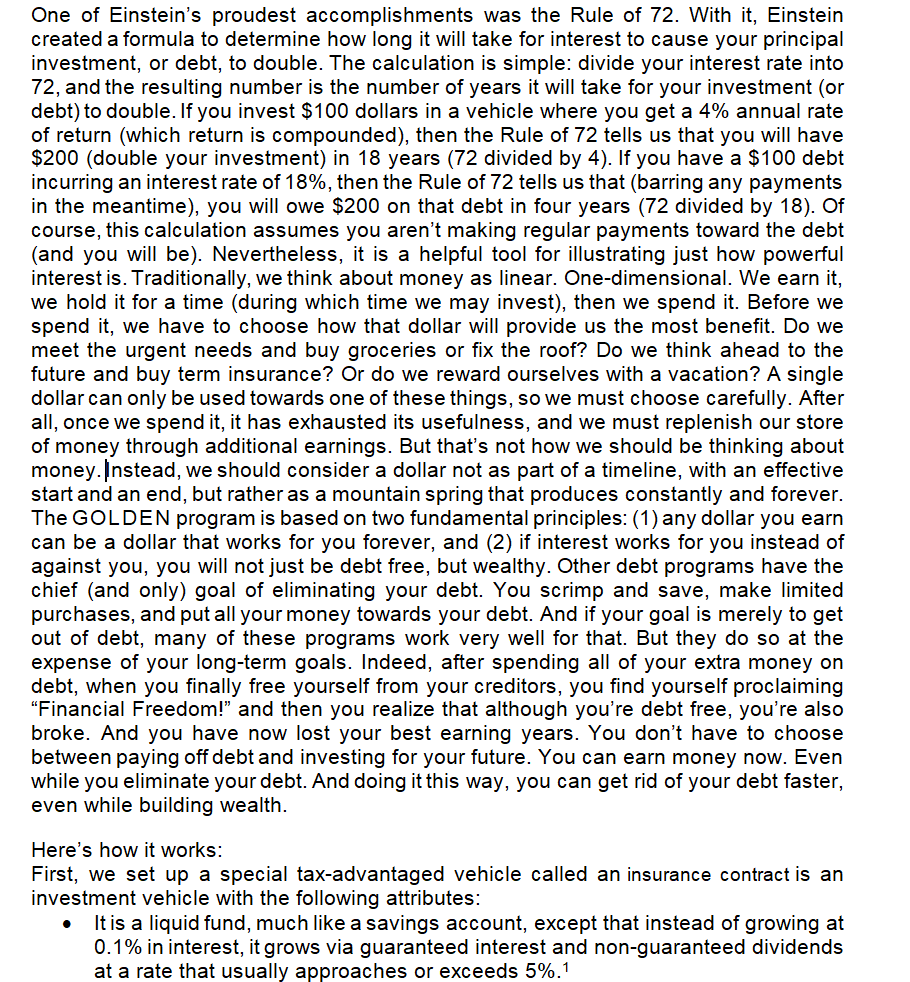 One of Einstein’s proudest accomplishments was the Rule of 72. With it, Einstein
created a formula to determine how long it will take for interest to cause your principal
investment, or debt, to double. The calculation is simple: divide your interest rate into
72, and the resulting number is the number of years it will take for your investment (or
debt) to double. If you invest $100 dollars in a vehicle where you get a 4% annual rate
of return (which return is compounded), then the Rule of 72 tells us that you will have
$200 (double your investment) in 18 years (72 divided by 4). If you have a $100 debt
incurring an interest rate of 18%, then the Rule of 72 tells us that (barring any payments
in the meantime), you will owe $200 on that debt in four years (72 divided by 18). Of
course, this calculation assumes you aren’t making regular payments toward the debt
(and you will be). Nevertheless, it is a helpful tool for illustrating just how powerful
interest is. Traditionally, we think about money as linear. One-dimensional. We earn it,
we hold it for a time (during which time we may invest), then we spend it. Before we
spend it, we have to choose how that dollar will provide us the most benefit. Do we
meet the urgent needs and buy groceries or fix the roof? Do we think ahead to the
future and buy term insurance? Or do we reward ourselves with a vacation? A single
dollar can only be used towards one of these things, so we must choose carefully. After
all, once we spend it, it has exhausted its usefulness, and we must replenish our store
of money through additional earnings. But that’s not how we should be thinking about
money. Instead, we should consider a dollar not as part of a timeline, with an effective
start and an end, but rather as a mountain spring that produces constantly and forever.
The GOLDEN program is based on two fundamental principles: (1) any dollar you earn
can be a dollar that works for you forever, and (2) if interest works for you instead of
against you, you will not just be debt free, but wealthy. Other debt programs have the
chief (and only) goal of eliminating your debt. You scrimp and save, make limited
purchases, and put all your money towards your debt. And if your goal is merely to get
out of debt, many of these programs work very well for that. But they do so at the
expense of your long-term goals. Indeed, after spending all of your extra money on
debt, when you finally free yourself from your creditors, you find yourself proclaiming
“Financial Freedom!” and then you realize that although you’re debt free, you’re also
broke. And you have now lost your best earning years. You don’t have to choose
between paying off debt and investing for your future. You can earn money now. Even
while you eliminate your debt. And doing it this way, you can get rid of your debt faster,
even while building wealth.
Here’s how it works:
First, we set up a special tax-advantaged vehicle called an insurance contract is an
investment vehicle with the following attributes:
• It is a liquid fund, much like a savings account, except that instead of growing at
0.1% in interest, it grows via guaranteed interest and non-guaranteed dividends
at a rate that usually approaches or exceeds 5%.¹